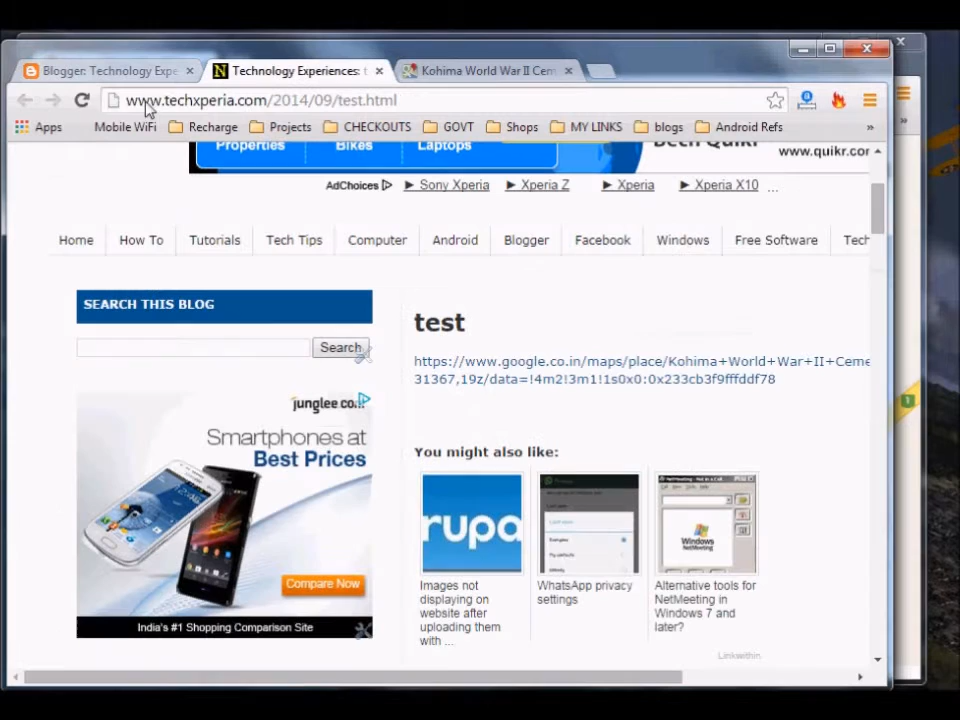 Blogger: Technology Expe
Technology Experiences: t
Kohima World War II Cem
www.techxperia.com/2014/09/test.html
Apps
Mobile WiFi
Recharge
Projects
CHECKOUTS
GOVT
Shops
MY LINKS
blogs
Android Refs
»
Properties
Bikes
Laptops
www.quikr.cor
AdChoices
► Sony Xperia
► Xperia Z
► Xperia
► Xperia X10
...
Home
How To
Tutorials
Tech Tips
Computer
Android
Blogger
Facebook
Windows
Free Software
Tech
SEARCH THIS BLOG
test
Search
https://www.google.co.in/maps/place/Kohima+World+War+II+Ceme
31367,19z/data=!4m2!3m1!1s0x0:0x233cb3f9fffddf78
junglee.co
Smartphones at
Best Prices
Compare Now
India's #1 Shopping Comparison Site
You might also like:
rupa
Windows
NetMeeting
Images not
displaying on
website after
uploading them
with ...
WhatsApp privacy
settings
Alternative tools for
NetMeeting in
Windows 7 and
later?
Linkwithin